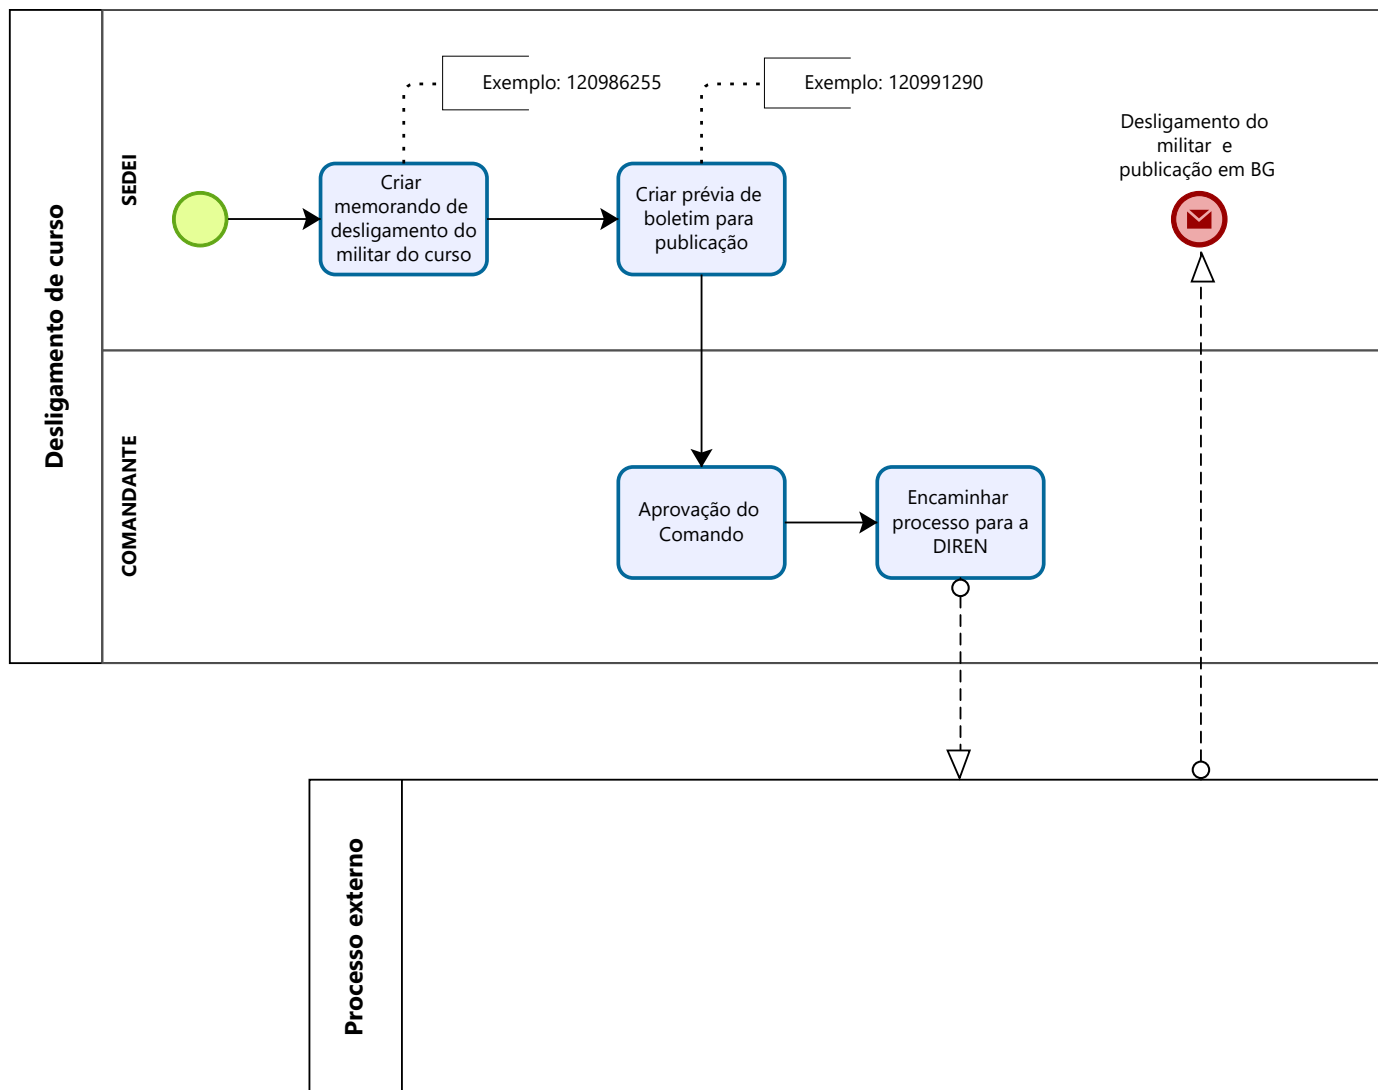 Desligamento de curso
SEDEI
Exemplo: 120986255
Exemplo: 120991290
Criar
memorando de
desligamento do
militar do curso
Criar prévia de
boletim para
publicação
Desligamento do
militar e
publicação em BG
COMANDANTE
Aprovação do
Comando
Encaminhar
processo para a
DIREN
Processo externo